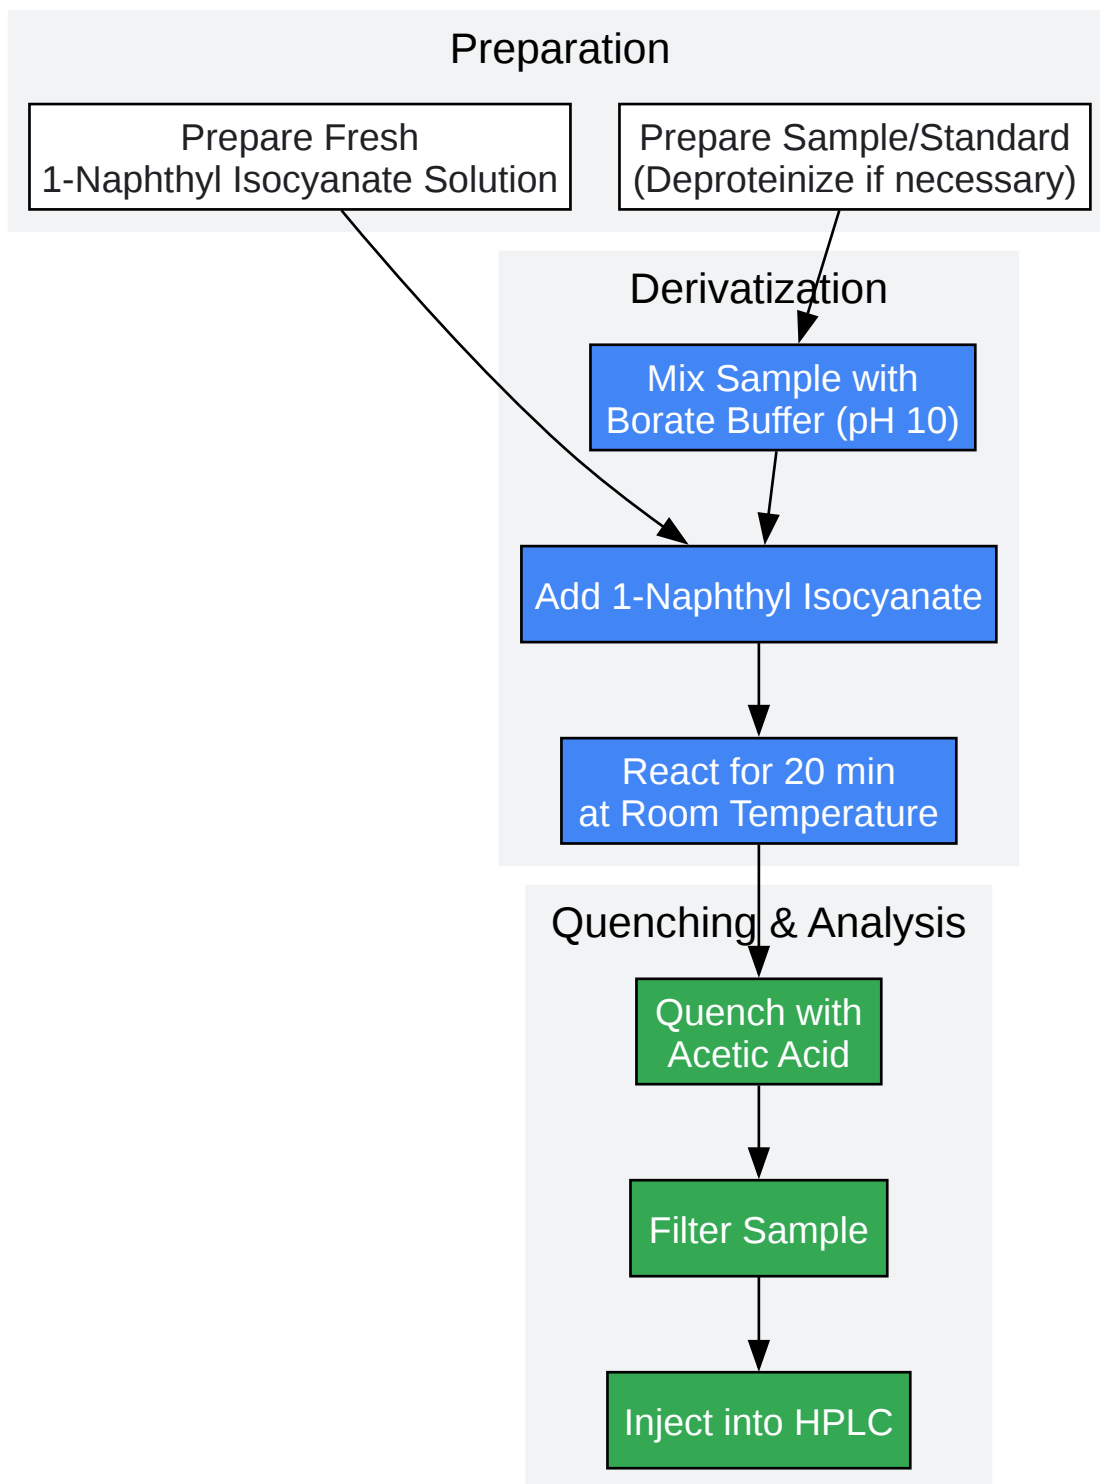 Preparation
Prepare Fresh
1-Naphthyl Isocyanate Solution
Prepare Sample/Standard
(Deproteinize if necessary)
Derivatization
Mix Sample with
Borate Buffer (pH 10)
Add 1-Naphthyl Isocyanate
React for 20 min
at Room Temperature
Quenching & Analysis
Quench with
Acetic Acid
Filter Sample
Inject into HPLC